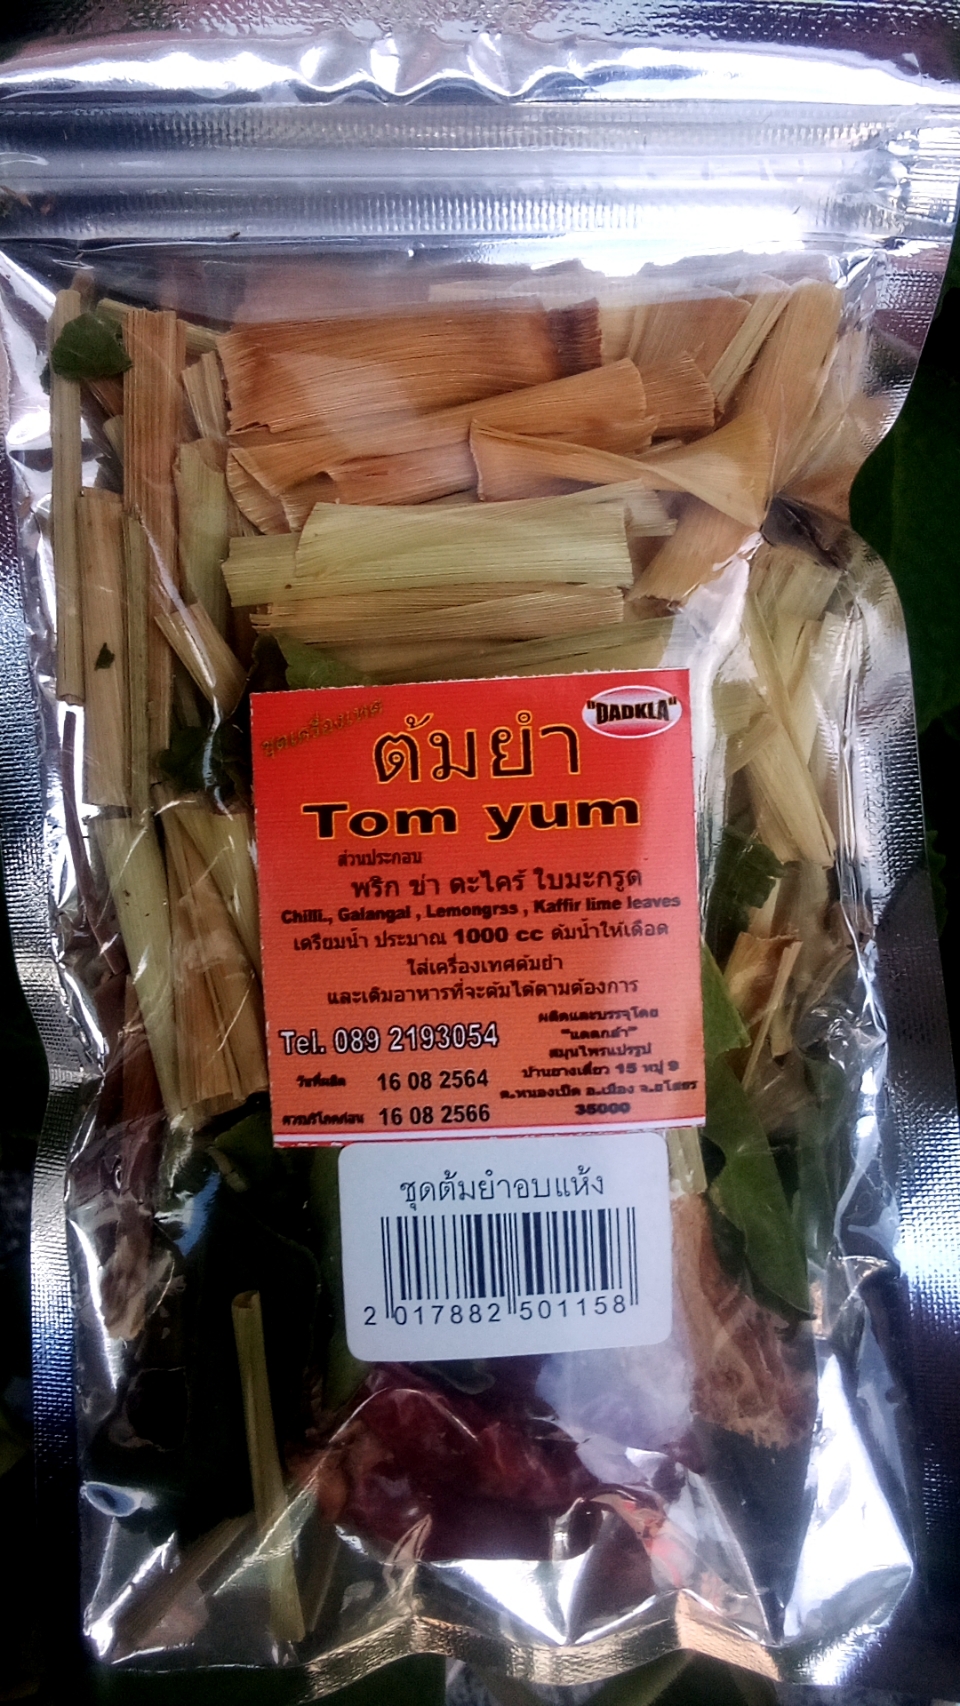 ชุดเครื่องเทศ
"DADKLA"
ต้มยำ
Tom yum
ส่วนประกอบ
พริก ข่า ตะไคร้ ใบมะกรูด
Chilli., Galangal , Lemongrss , Kaffir lime leaves
เตรียมน้ำ ประมาณ 1000 cc ต้มน้ำให้เดือด
ใส่เครื่องเทศต้มยำ
และเติมอาหารที่จะต้มได้ตามต้องการ
Tel. 089 2193054
ผลิตและบรรจุโดย
"แดดกล้า"
สมุนไพรแปรรูป
บ้านยางเดี่ยว 15 หมู่ 9
ต.หนองเป็ด อ.เมือง จ.ยโสธร
35000
วันที่ผลิต 16 08 2564
ควรบริโภคก่อน 16 08 2566
ชุดต้มยำอบแห้ง
2 017882 501158